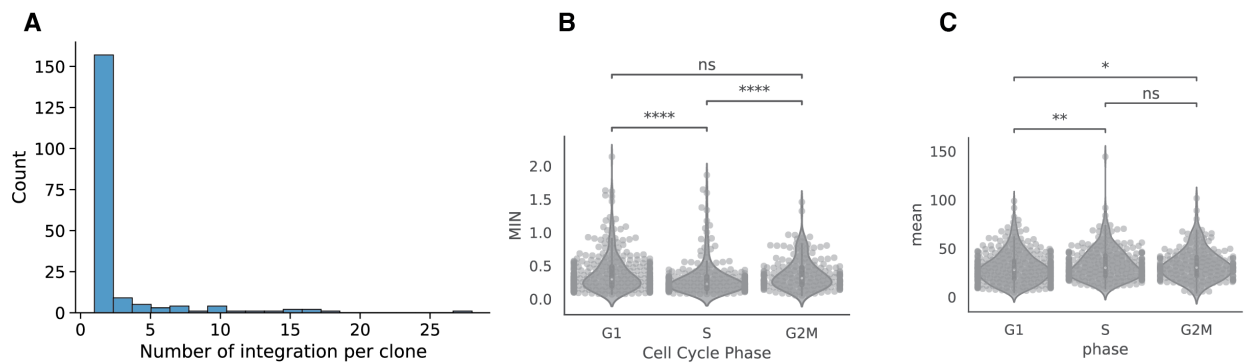 A
Count
150
125
100
75
50
25
0
0 5 10 15 20 25
Number of integration per clone
B
ns
****
****
MIN
2.0
1.5
1.0
0.5
0.0
G1 S G2M
Cell Cycle Phase
C
*
ns
**
mean
150
100
50
0
G1 S G2M
phase